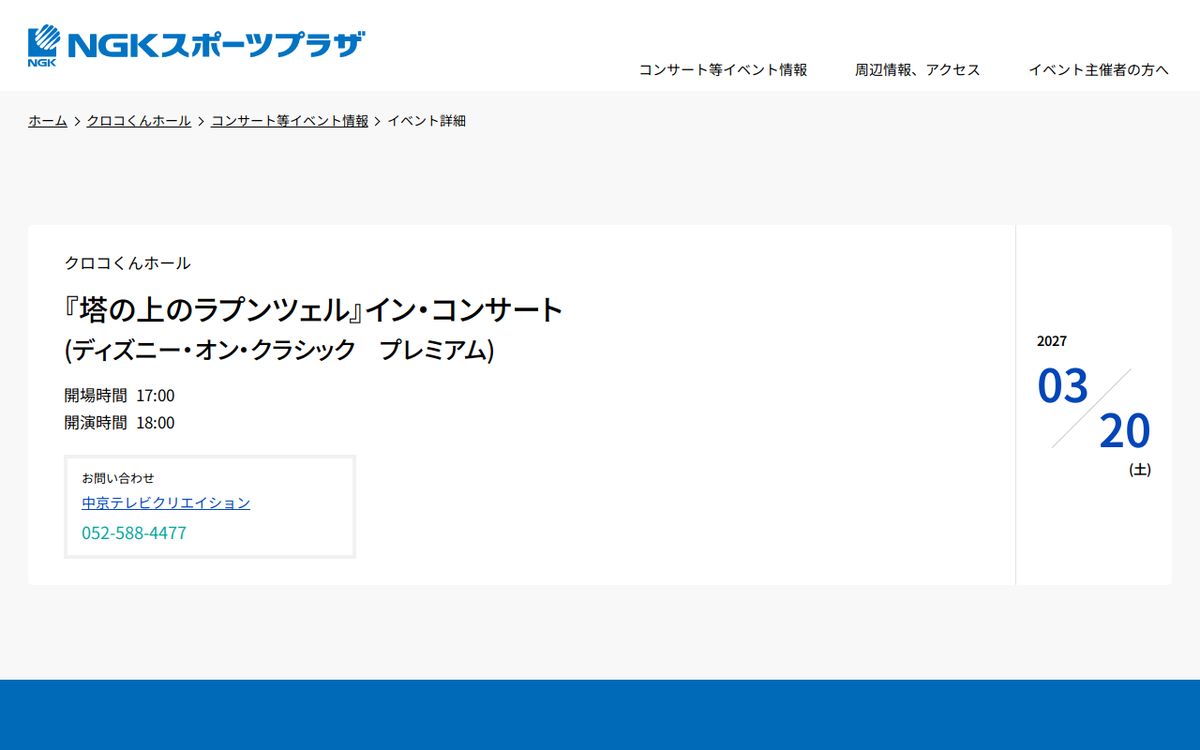 NGK NGKスポーツプラザ
コンサート等イベント情報 周辺情報、アクセス イベント主催者の方へ
ホーム > クロコくんホール > コンサート等イベント情報 > イベント詳細
クロコくんホール
『塔の上のラプンツェル』イン・コンサート
(ディズニー・オン・クラシック　プレミアム)
開場時間 17:00
開演時間 18:00
お問い合わせ
中京テレビクリエイション
052-588-4477
2027
03
20
(土)